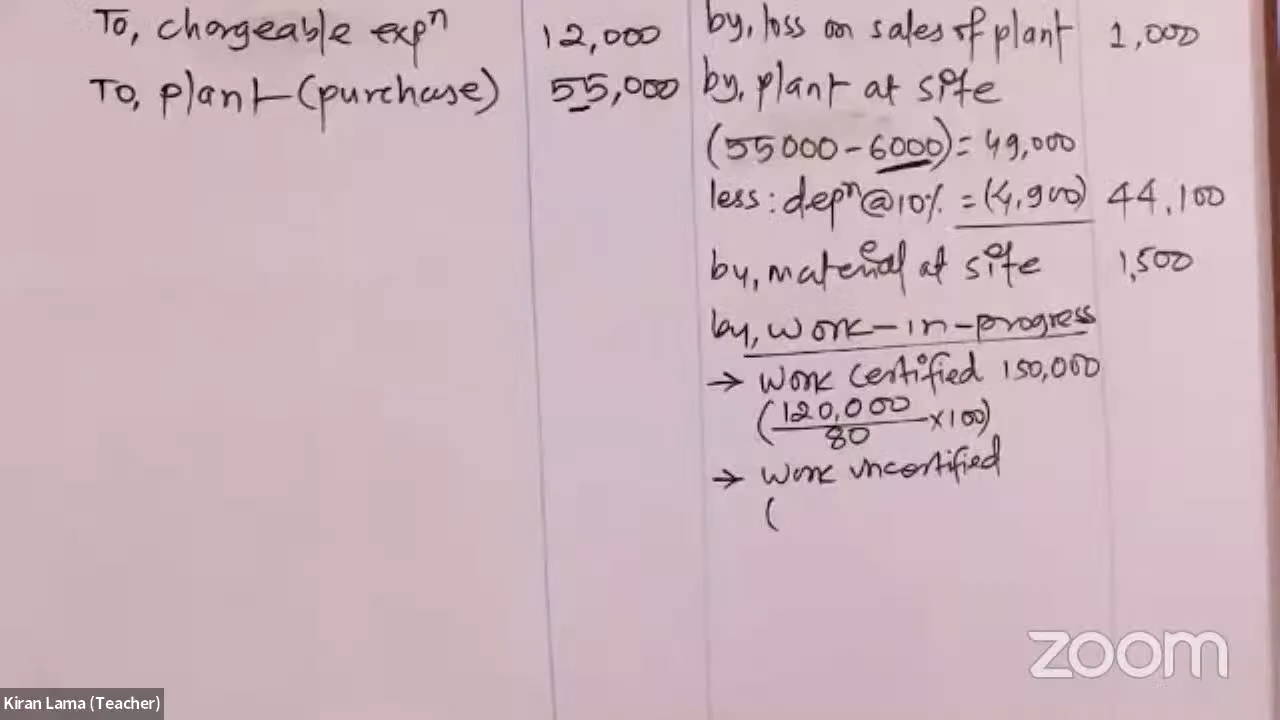 To, chargeable expⁿ 12,000
To, plant (purchase) 55,000
by, loss on sales of plant 1,000
by, plant at site
(55000-6000)= 49,000
less: depⁿ@10% =(4,900) 44,100
by, material at site 1,500
by, work-in-progress
→ Work Certified 150,000
(120,000/80 ×100)
→ Work uncertified
(
zoom
Kiran Lama (Teacher)